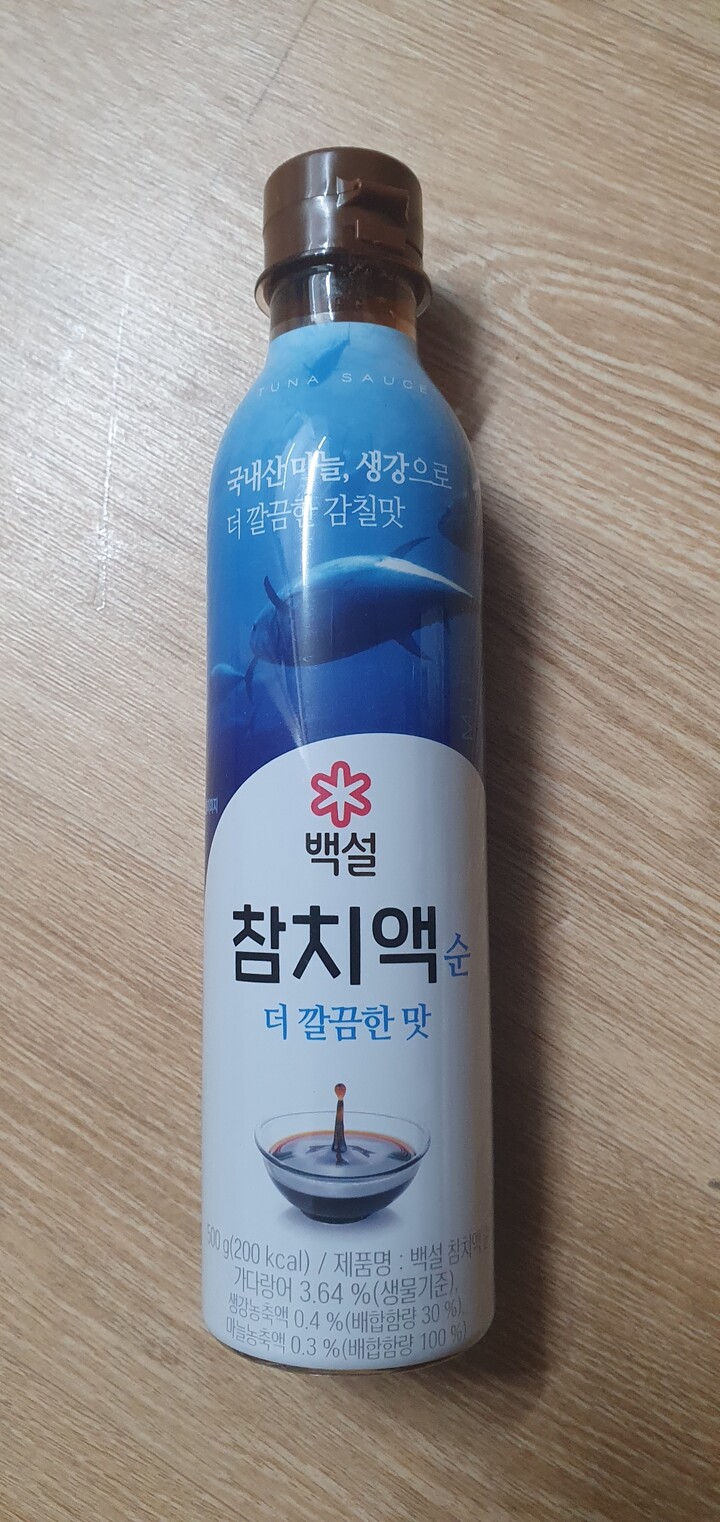 TUNA SAUCE
국내산 마늘, 생강으로
더 깔끔한 감칠맛
백설
참치액 순
더 깔끔한 맛
500 g(200 kcal) / 제품명 : 백설 참치액
가다랑어 3.64 %(생물기준),
생강농축액 0.4 %(배합함량 30 %),
마늘농축액 0.3 %(배합함량 100 %)